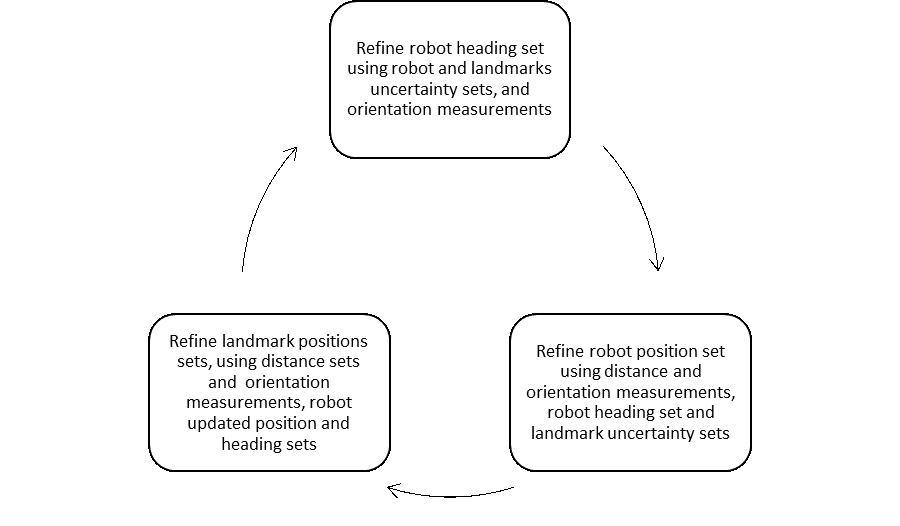 Refine robot heading set
using robot and landmarks
uncertainty sets, and
orientation measurements
Refine landmark positions
sets, using distance sets
and  orientation
measurements, robot
updated position and
heading sets
Refine robot position set
using distance and
orientation measurements,
robot heading set and
landmark uncertainty sets